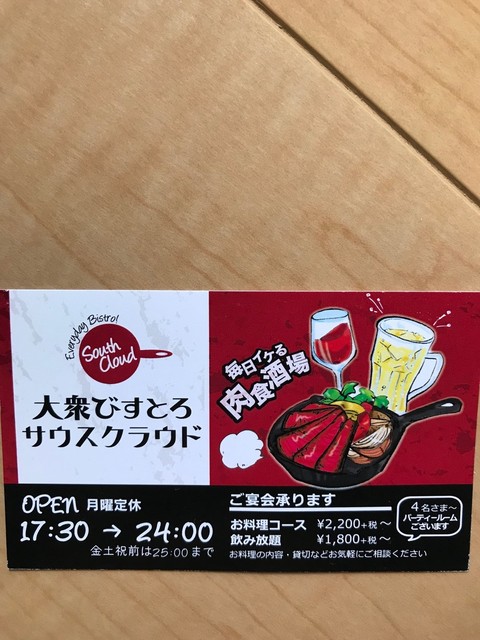 Everyday Bistro!
South
Cloud
大衆びすとろ
サウスクラウド
毎日イケる
肉食酒場
OPEN 月曜定休
17:30 → 24:00
金土祝前は25:00まで
ご宴会承ります
お料理コース ¥2,200+税～
飲み放題 ¥1,800+税～
お料理の内容・貸切などお気軽にご相談ください
4名さま～
パーティールーム
ございます